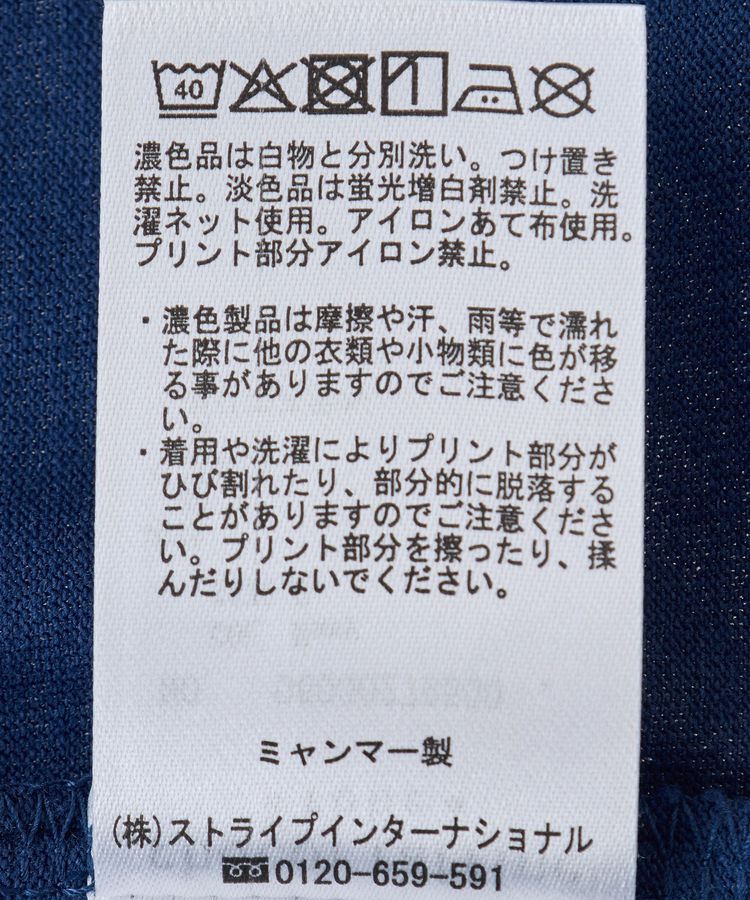 40
濃色品は白物と分別洗い。つけ置き
禁止。淡色品は蛍光増白剤禁止。洗
濯ネット使用。アイロンあて布使用。
プリント部分アイロン禁止。
・濃色製品は摩擦や汗、雨等で濡れ
た際に他の衣類や小物類に色が移
る事がありますのでご注意くださ
い。
・着用や洗濯によりプリント部分が
ひび割れたり、部分的に脱落する
ことがありますのでご注意くださ
い。プリント部分を擦ったり、揉
んだりしないでください。
ミャンマー製
(株)ストライプインターナショナル
0120-659-591